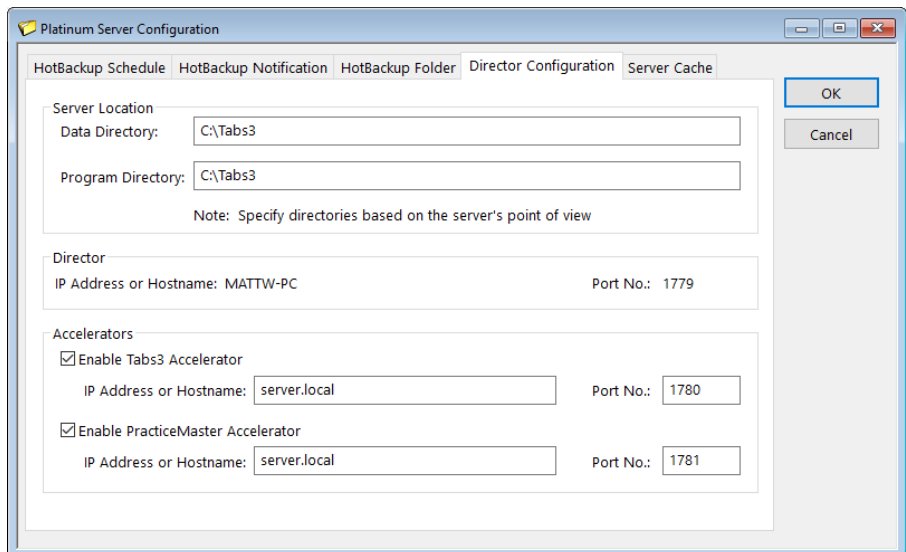 Platinum Server Configuration
HotBackup Schedule HotBackup Notification HotBackup Folder Director Configuration Server Cache
OK
Cancel
Server Location
Data Directory: C:\Tabs3
Program Directory: C:\Tabs3
Note: Specify directories based on the server's point of view
Director
IP Address or Hostname: MATTW-PC Port No.: 1779
Accelerators
Enable Tabs3 Accelerator
IP Address or Hostname: server.local Port No.: 1780
Enable PracticeMaster Accelerator
IP Address or Hostname: server.local Port No.: 1781